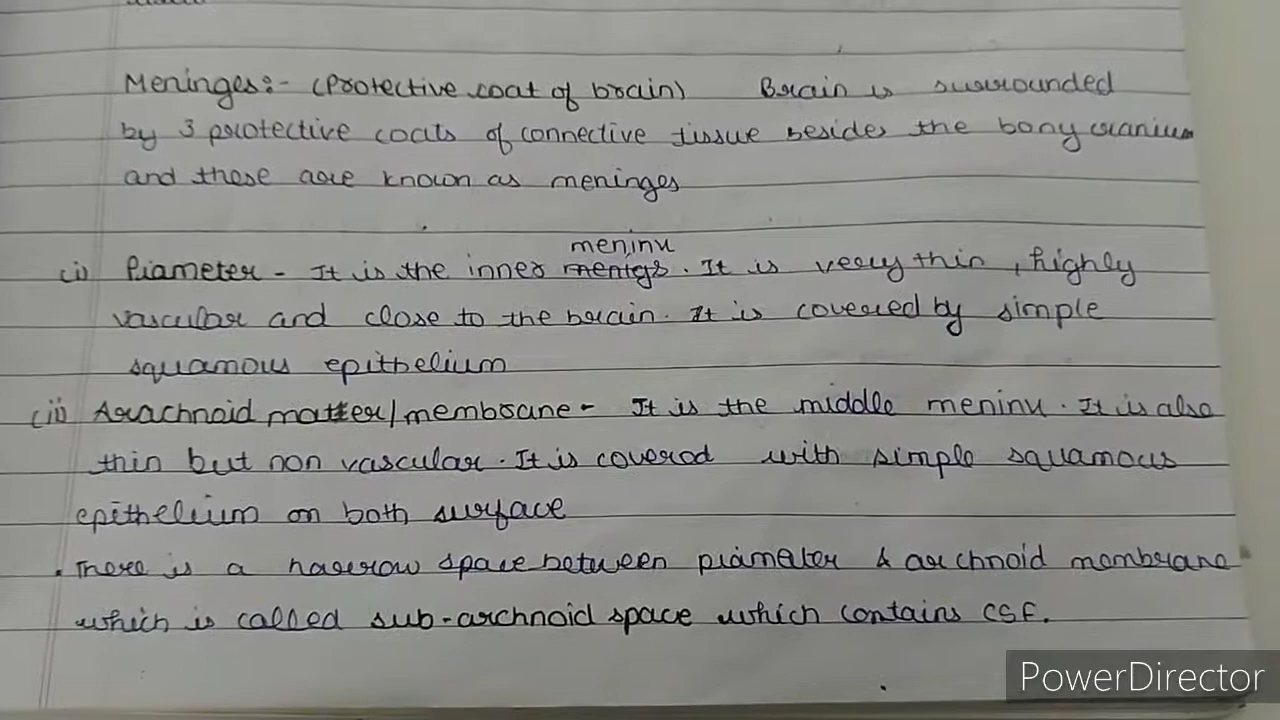 Meninges:- (Protective coat of brain) Brain is surrounded
by 3 protective coats of connective tissue besides the bony cranium
and these are known as meninges
meninx
(i) Piameter - It is the inner. It is very thin, highly
vascular and close to the brain. It is covered by simple
squamous epithelium
(ii) Arachnoid matter/membrane - It is the middle meninx. It is also
thin but non vascular. It is covered with simple squamous
epithelium on both surface
. There is a narrow space between piameter & archnoid membrane
which is called sub-archnoid space which contains CSF.
PowerDirector